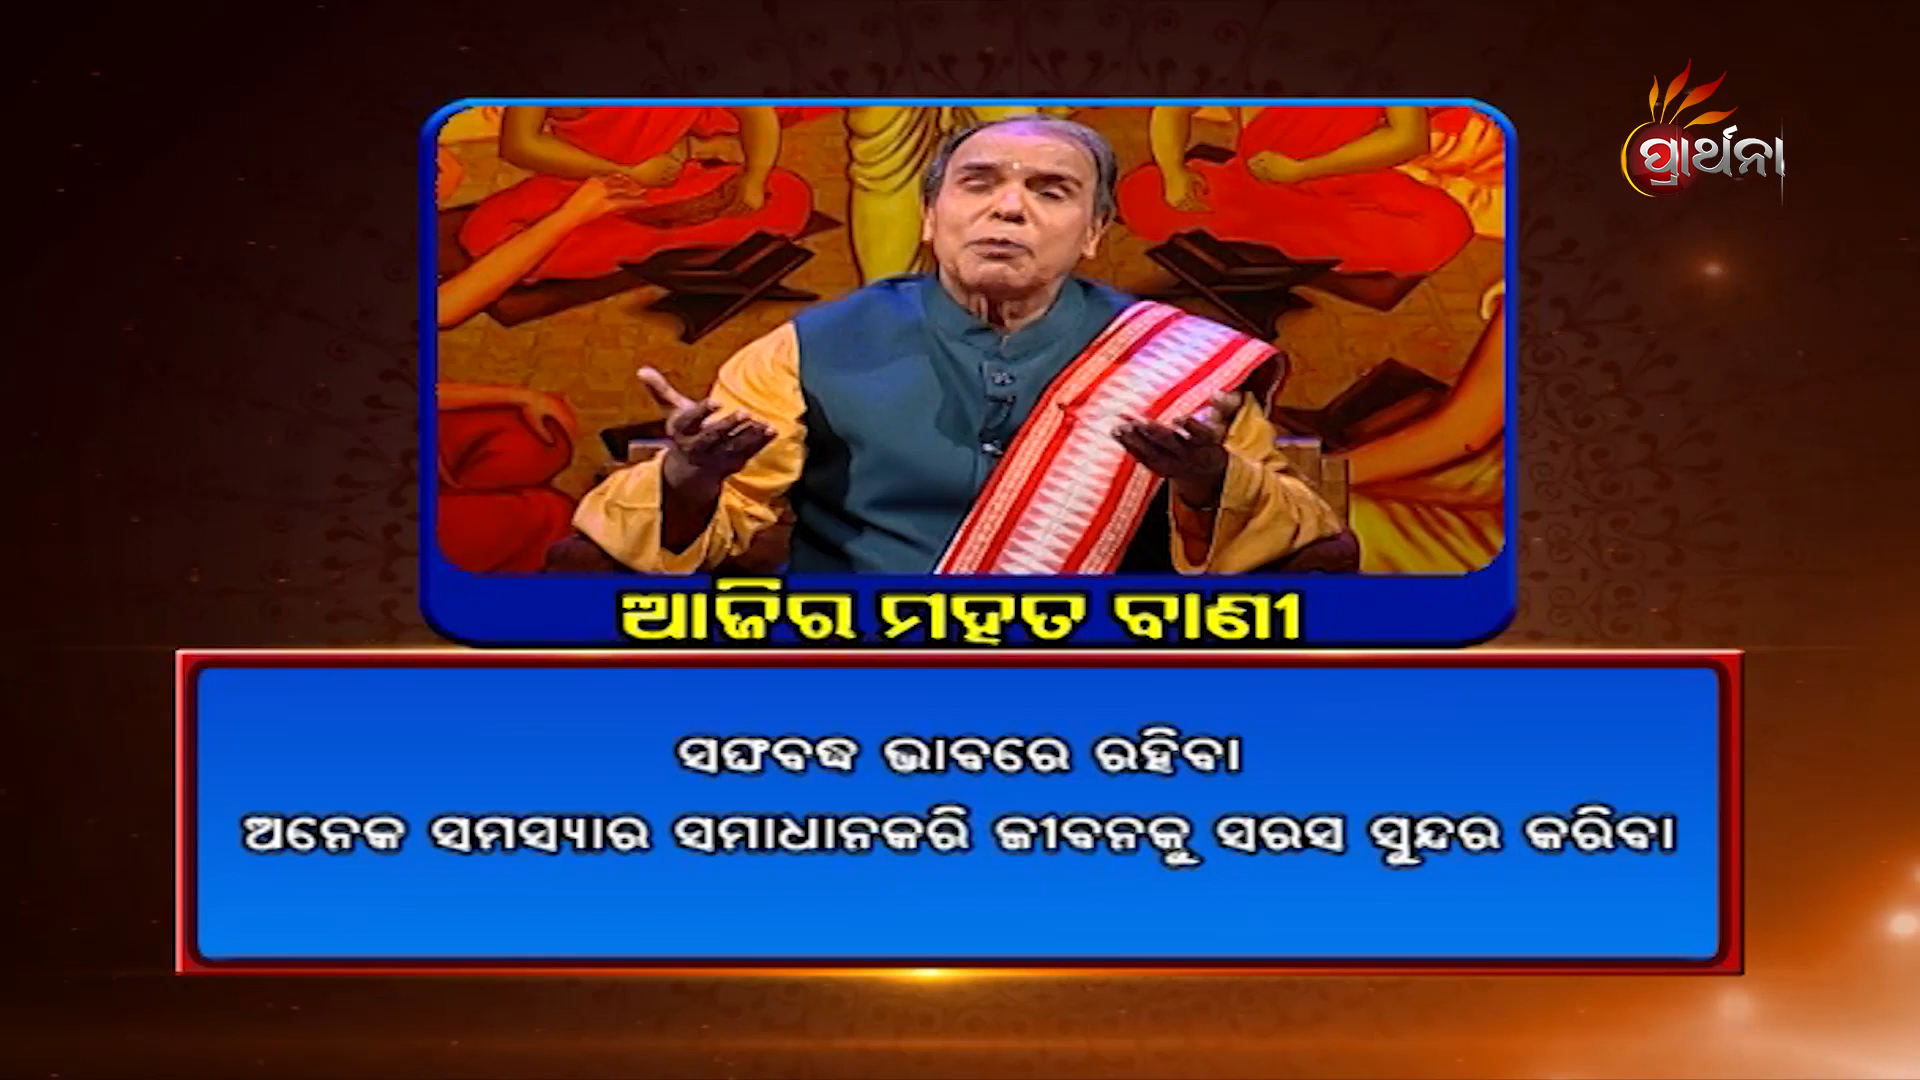 ପ୍ରାର୍ଥନା
ଆଜିର ମହତ ବାଣୀ
ସଙ୍ଘବଦ୍ଧ ଭାବରେ ରହିବା
ଅନେକ ସମସ୍ୟାର ସମାଧାନକରି ଜୀବନକୁ ସରସ ସୁନ୍ଦର କରିବା